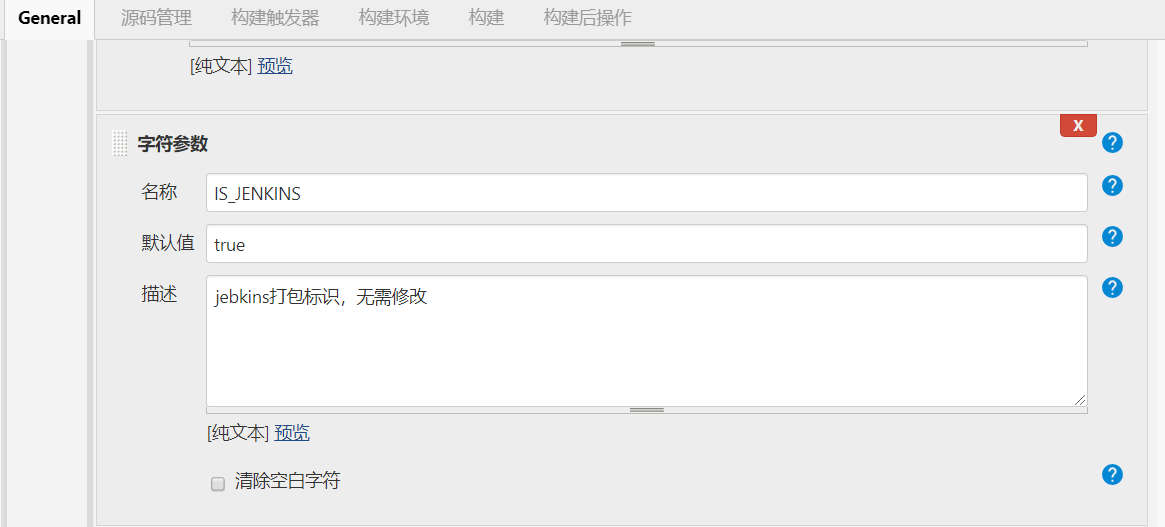 General 源码管理 构建触发器 构建环境 构建 构建后操作
[纯文本] 预览
X
字符参数
名称 IS_JENKINS
默认值 true
描述 jebkins打包标识，无需修改
[纯文本] 预览
清除空白字符